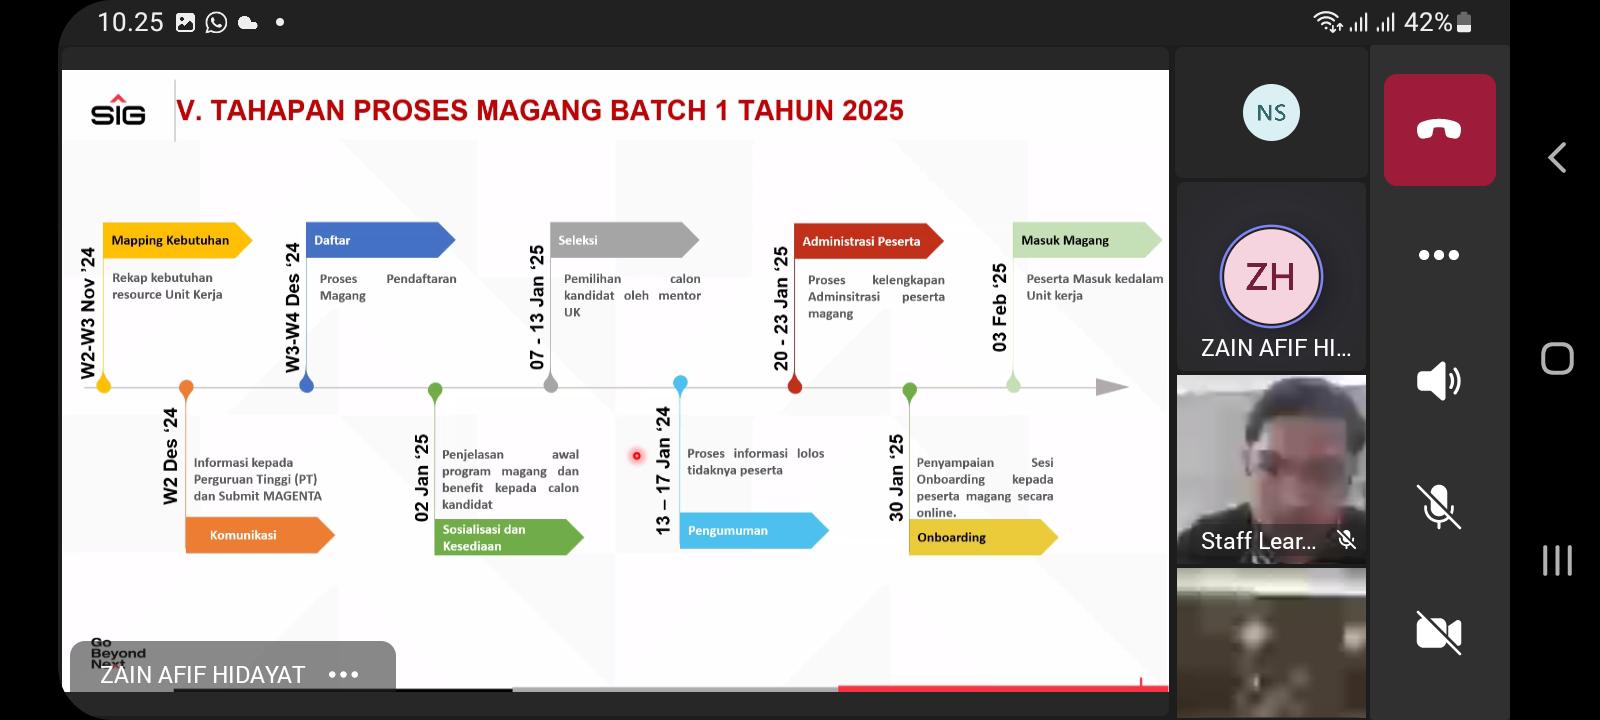 10.25
42%
SIG
V. TAHAPAN PROSES MAGANG BATCH 1 TAHUN 2025
W2-W3 Nov '24
Mapping Kebutuhan
Rekap kebutuhan
resource Unit Kerja
W3-W4 Des '24
Daftar
Proses Pendaftaran
Magang
07 - 13 Jan '25
Seleksi
Pemilihan calon
kandidat oleh mentor
UK
20 - 23 Jan '25
Administrasi Peserta
Proses kelengkapan
Adminsitrasi peserta
magang
03 Feb '25
Masuk Magang
Peserta Masuk kedalam
Unit kerja
W2 Des '24
Informasi kepada
Perguruan Tinggi (PT)
dan Submit MAGENTA
Komunikasi
02 Jan '25
Penjelasan awal
program magang dan
benefit kepada calon
kandidat
Sosialisasi dan
Kesediaan
13 – 17 Jan '24
Proses informasi lolos
tidaknya peserta
Pengumuman
30 Jan '25
Penyampaian Sesi
Onboarding kepada
peserta magang secara
online.
Onboarding
Go
Beyond
Next
ZAIN AFIF HIDAYAT
NS
ZH
ZAIN AFIF HI...
Staff Lear...